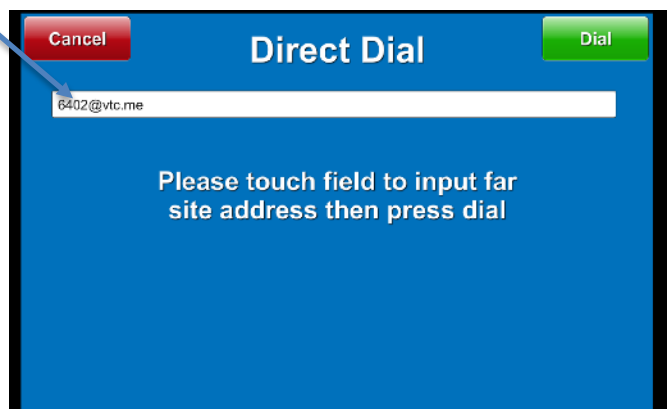 Cancel
Direct Dial
Dial
6402@vtc.me
Please touch field to input far
site address then press dial